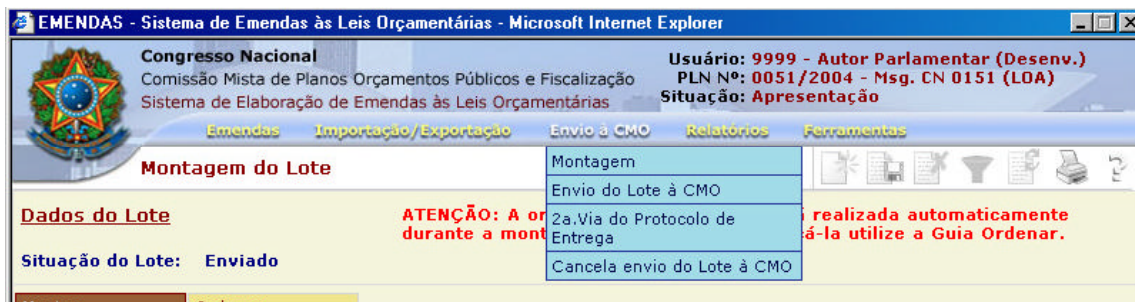 EMENDAS - Sistema de Emendas às Leis Orçamentárias - Microsoft Internet Explorer
Congresso Nacional
Comissão Mista de Planos Orçamentos Públicos e Fiscalização
Sistema de Elaboração de Emendas às Leis Orçamentárias
Usuário: 9999 - Autor Parlamentar (Desenv.)
PLN Nº: 0051/2004 - Msg. CN 0151 (LOA)
Situação: Apresentação
Emendas Importação/Exportação Envio à CMO Relatórios Ferramentas
Montagem do Lote
Montagem
Envio do Lote à CMO
2a.Via do Protocolo de
Entrega
Cancela envio do Lote à CMO
Dados do Lote
ATENÇÃO: A realizada automaticamente
durante a utilize a Guia Ordenar.
Situação do Lote: Enviado